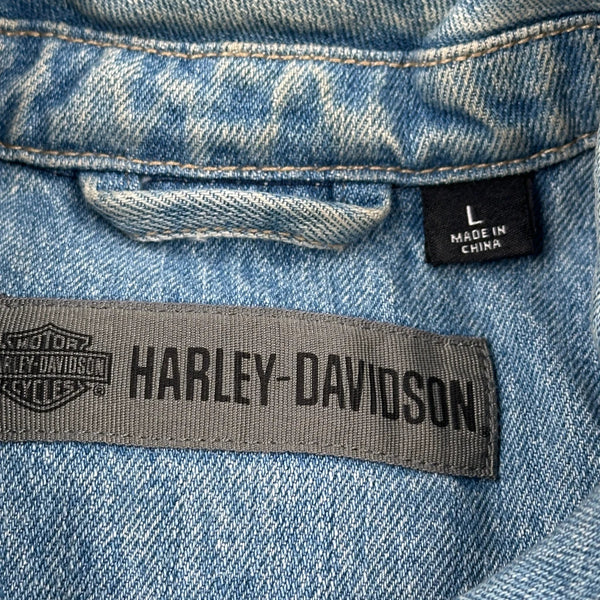 L
MADE IN
CHINA
MOTOR
HARLEY-DAVIDSON
CYCLES
®
HARLEY-DAVIDSON